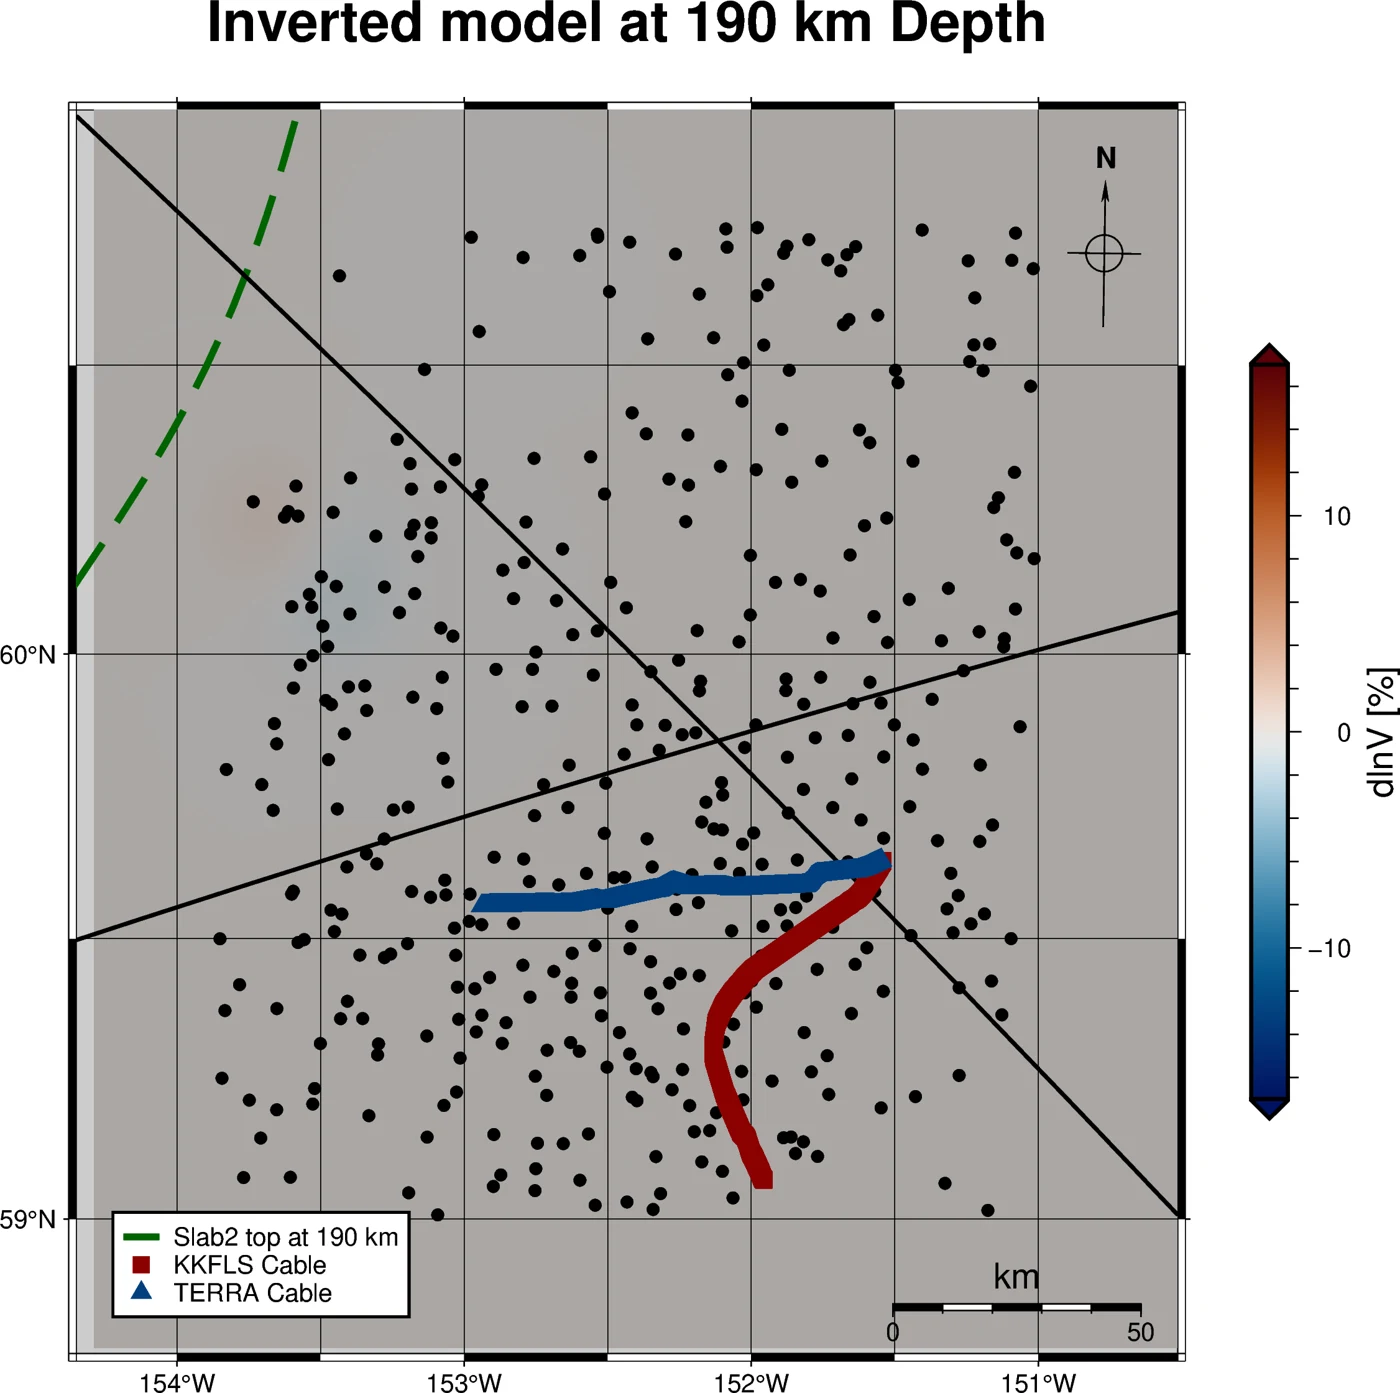 Inverted model at 190 km Depth
N
10
0
−10
dlnV [%]
60°N
59°N
Slab2 top at 190 km
KKFLS Cable
TERRA Cable
km
0 50
154°W 153°W 152°W 151°W